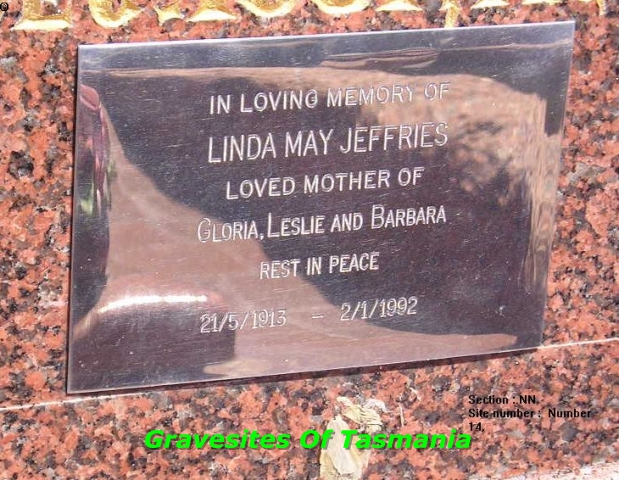 IN LOVING MEMORY OF
LINDA MAY JEFFRIES
LOVED MOTHER OF
GLORIA, LESLIE AND BARBARA
REST IN PEACE
21/5/1913 – 2/1/1992
Section : NN.
Site number : Number
14,
Gravesites Of Tasmania